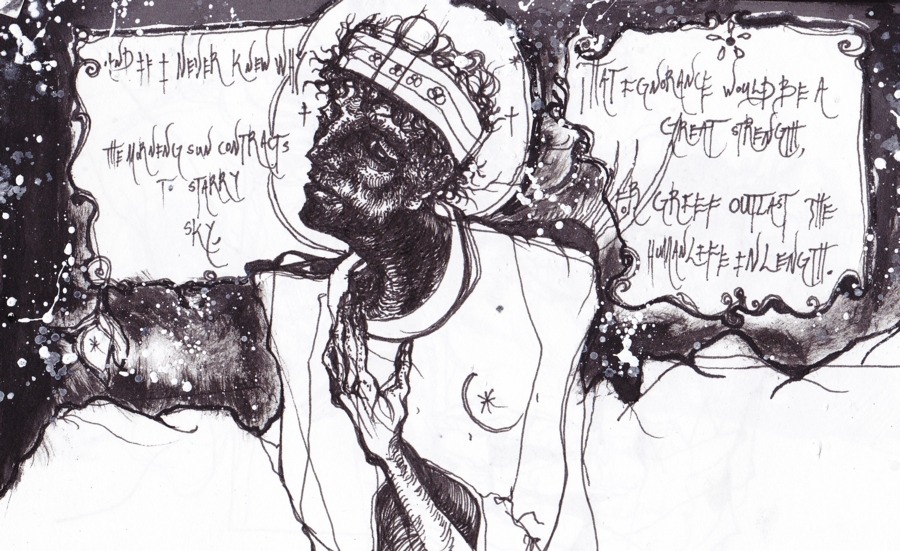 AND IF I NEVER KNEW WHY
THE MORNING SUN CONTRACTS
TO STARRY
SKY,
THAT IGNORANCE WOULD BE A
GREAT STRENGTH,
FOR GRIEF OUTLAST THE
HUMAN LIFE IN LENGTH.